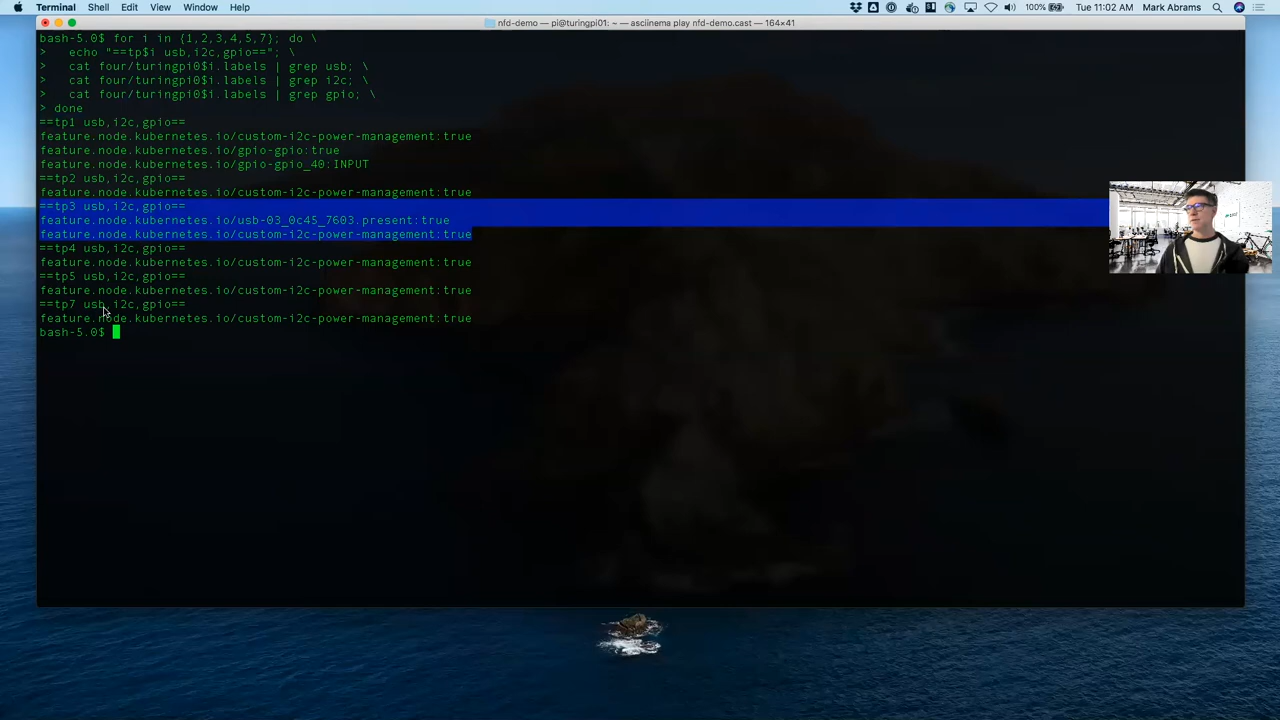 Terminal Shell Edit View Window Help 100% Tue 11:02 AM Mark Abrams
nfd-demo — pi@turingpi01: ~ — asciinema play nfd-demo.cast — 164×41
bash-5.0$ for i in {1,2,3,4,5,7}; do \
> echo "==tp$i usb,i2c,gpio=="; \
> cat four/turingpi0$i.labels | grep usb; \
> cat four/turingpi0$i.labels | grep i2c; \
> cat four/turingpi0$i.labels | grep gpio; \
> done
==tp1 usb,i2c,gpio==
feature.node.kubernetes.io/custom-i2c-power-management:true
feature.node.kubernetes.io/gpio-gpio:true
feature.node.kubernetes.io/gpio-gpio_40:INPUT
==tp2 usb,i2c,gpio==
feature.node.kubernetes.io/custom-i2c-power-management:true
==tp3 usb,i2c,gpio==
feature.node.kubernetes.io/usb-03_0c45_7603.present:true
feature.node.kubernetes.io/custom-i2c-power-management:true
==tp4 usb,i2c,gpio==
feature.node.kubernetes.io/custom-i2c-power-management:true
==tp5 usb,i2c,gpio==
feature.node.kubernetes.io/custom-i2c-power-management:true
==tp7 usb,i2c,gpio==
feature.node.kubernetes.io/custom-i2c-power-management:true
bash-5.0$